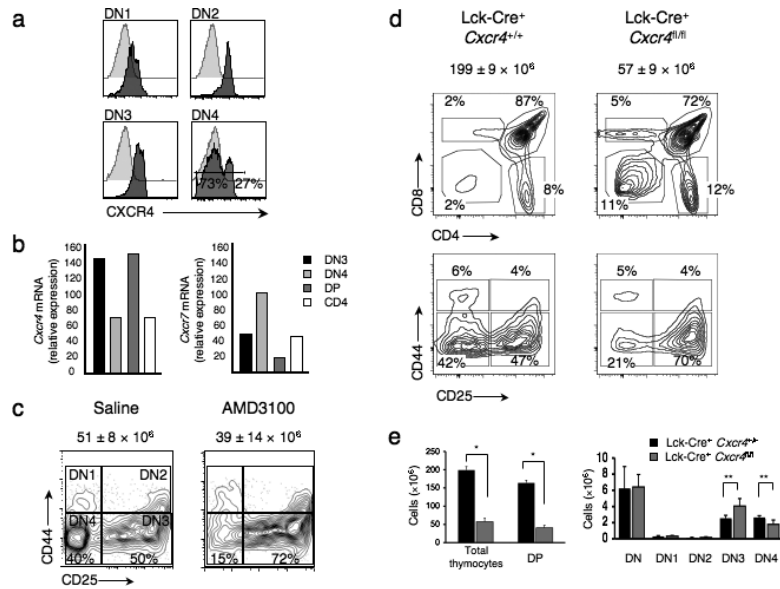 a
DN1
DN2
DN3
DN4
73% 27%
CXCR4
b
Cxcr4 mRNA
(relative expression)
160
140
120
100
80
60
40
20
Cxcr7 mRNA
(relative expression)
160
140
120
100
80
60
40
20
DN3
DN4
DP
CD4
c
Saline
AMD3100
51 ± 8 × 10⁶
39 ± 14 × 10⁶
DN1
DN2
DN4
DN3
40%
50%
15%
72%
CD44
CD25
d
Lck-Cre⁺
Cxcr4⁺/⁺
Lck-Cre⁺
Cxcr4ᶠˡ/ᶠˡ
199 ± 9 × 10⁶
57 ± 9 × 10⁶
2%
87%
2%
8%
5%
72%
11%
12%
CD8
CD4
6%
4%
42%
47%
5%
4%
21%
70%
CD44
CD25
e
Cells (×10⁶)
250
200
150
100
50
0
*
*
Total
thymocytes
DP
Lck-Cre⁺
Lck-Cre⁺
Cells (×10⁶)
10
8
6
4
2
0
**
**
DN
DN1
DN2
DN3
DN4